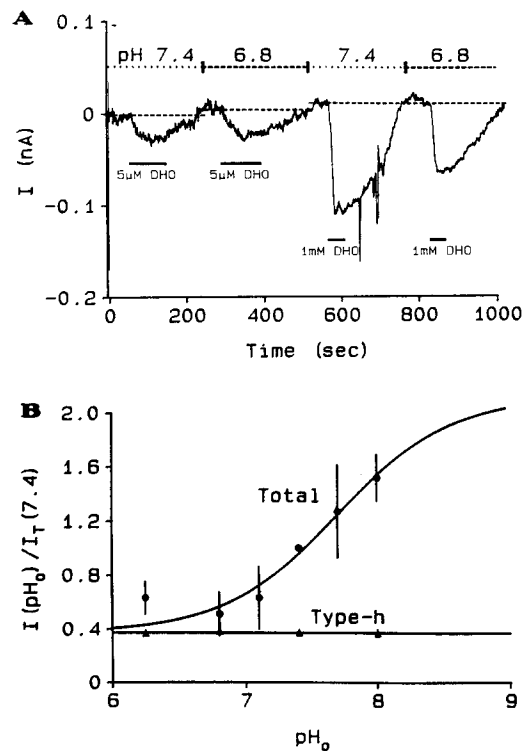 A
0.1
pH 7.4 6.8 7.4 6.8
0
I (nA)
5μM DHO 5μM DHO
-0.1
1mM DHO 1mM DHO
-0.2
0 200 400 600 800 1000
Time (sec)
B
2.0
1.6
Total
1.2
I(pHo)/IT(7.4)
0.8
Type-h
0.4
0
6 7 8 9
pHo